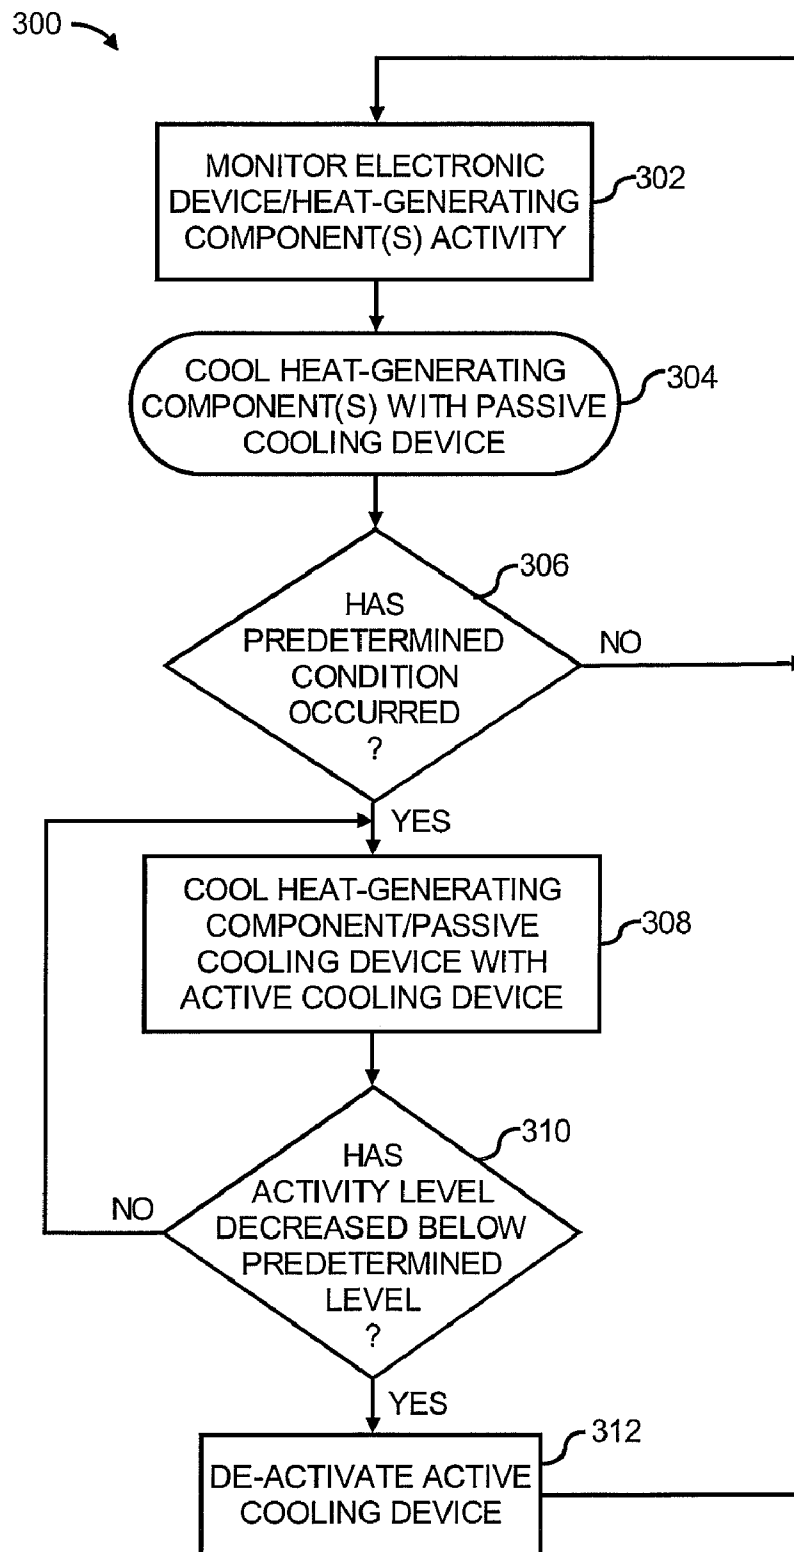 300
MONITOR ELECTRONIC
DEVICE/HEAT-GENERATING
COMPONENT(S) ACTIVITY
302
COOL HEAT-GENERATING
COMPONENT(S) WITH PASSIVE
COOLING DEVICE
304
306
HAS
PREDETERMINED
CONDITION
OCCURRED
?
NO
YES
COOL HEAT-GENERATING
COMPONENT/PASSIVE
COOLING DEVICE WITH
ACTIVE COOLING DEVICE
308
310
HAS
ACTIVITY LEVEL
DECREASED BELOW
PREDETERMINED
LEVEL
?
NO
YES
312
DE-ACTIVATE ACTIVE
COOLING DEVICE